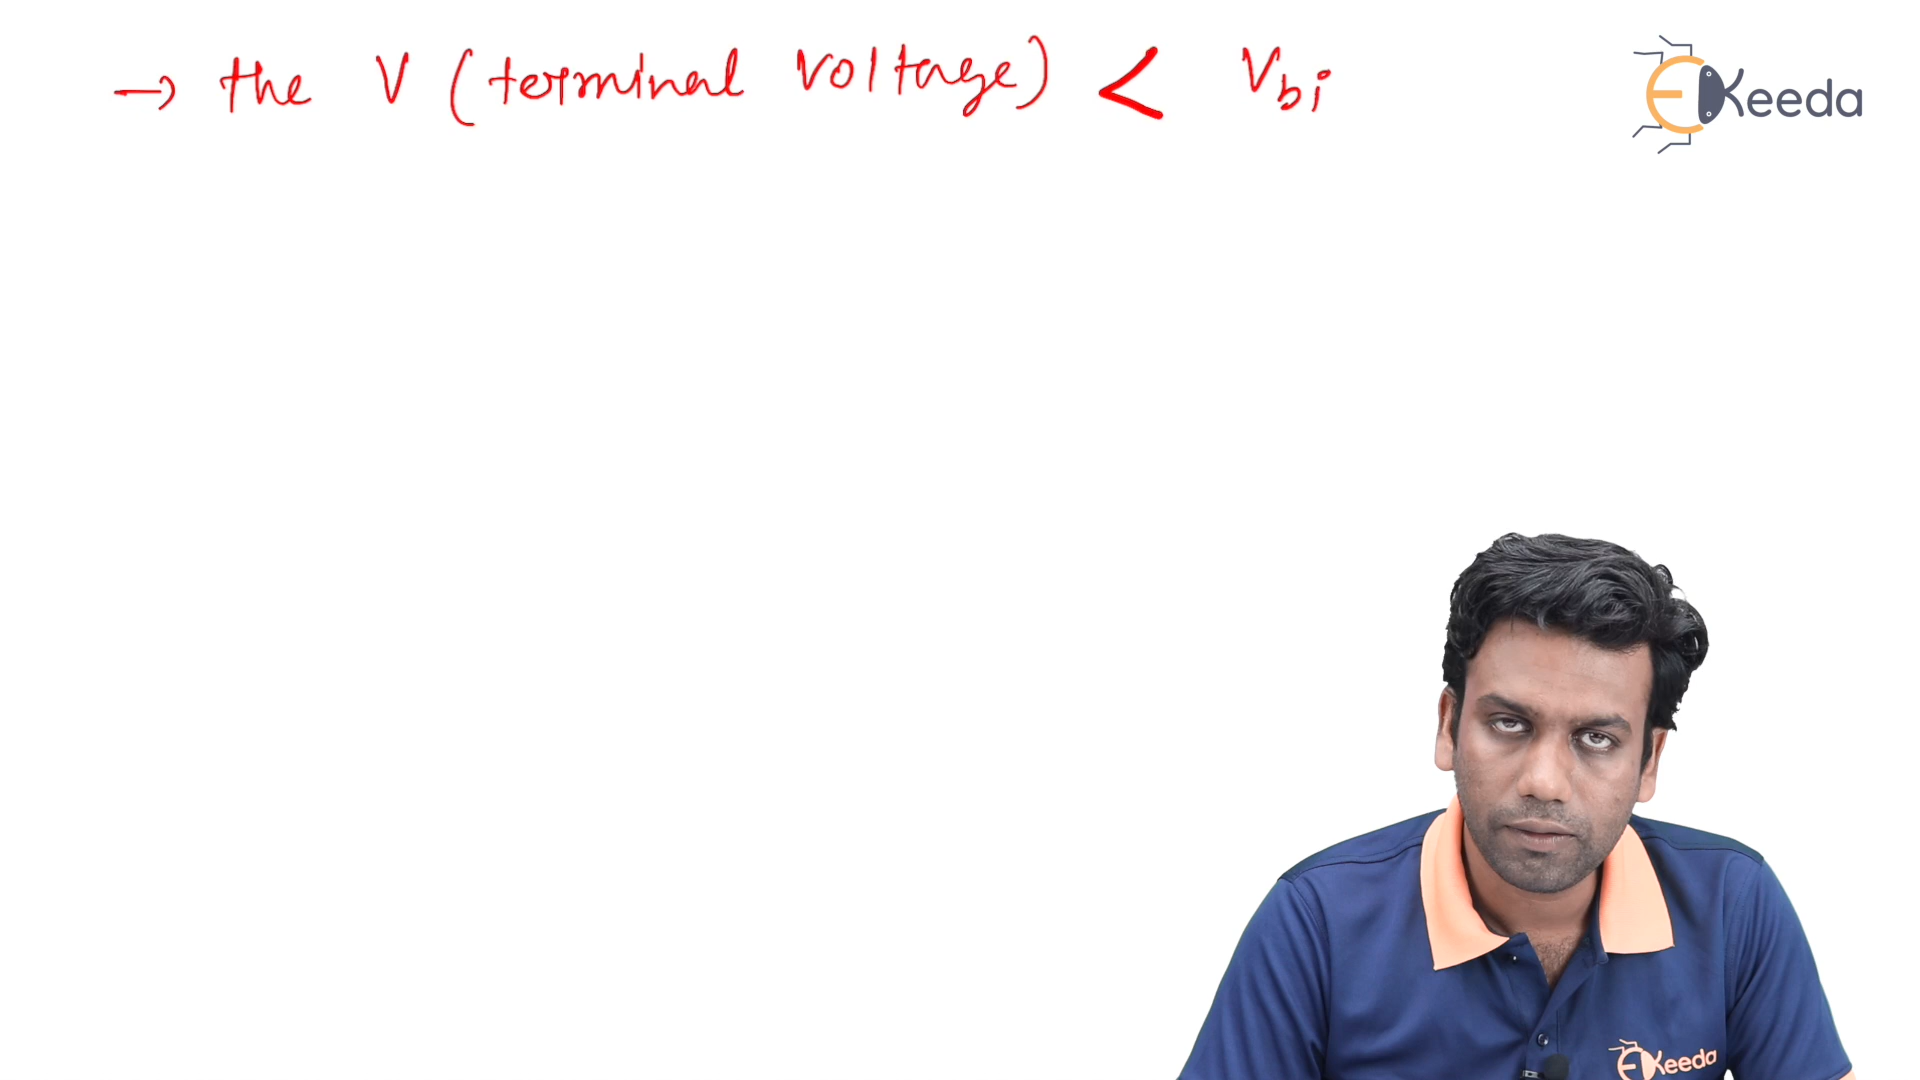 → the V (terminal voltage) < Vbi
EKeeda
EKeeda